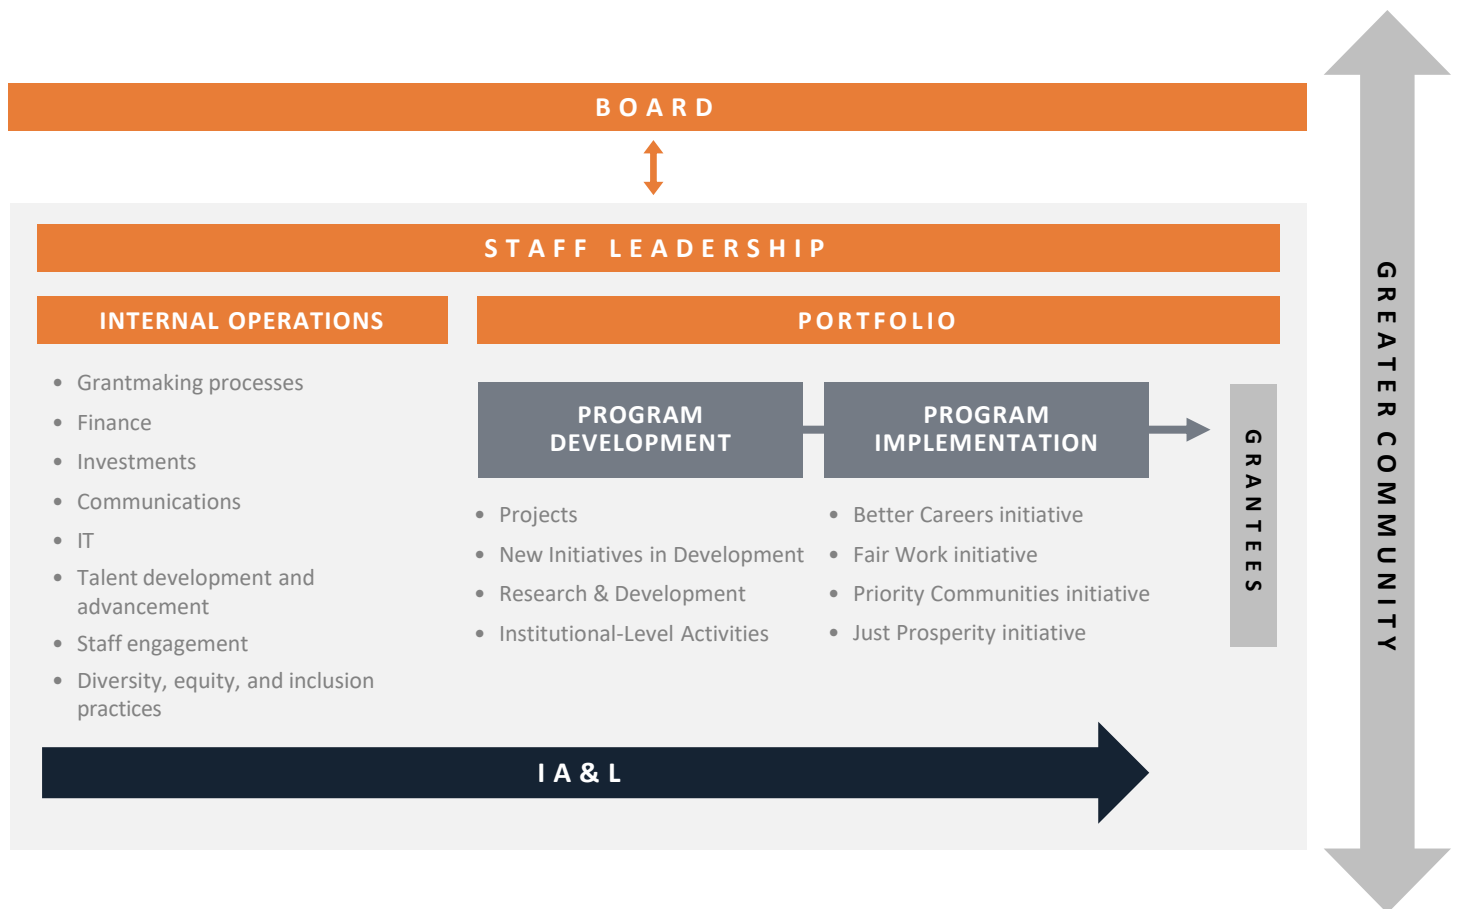 BOARD
STAFF LEADERSHIP
INTERNAL OPERATIONS
• Grantmaking processes
• Finance
• Investments
• Communications
• IT
• Talent development and
advancement
• Staff engagement
• Diversity, equity, and inclusion
practices
PORTFOLIO
PROGRAM
DEVELOPMENT
• Projects
• New Initiatives in Development
• Research & Development
• Institutional-Level Activities
PROGRAM
IMPLEMENTATION
• Better Careers initiative
• Fair Work initiative
• Priority Communities initiative
• Just Prosperity initiative
GRANTEES
IA&L
GREATER COMMUNITY